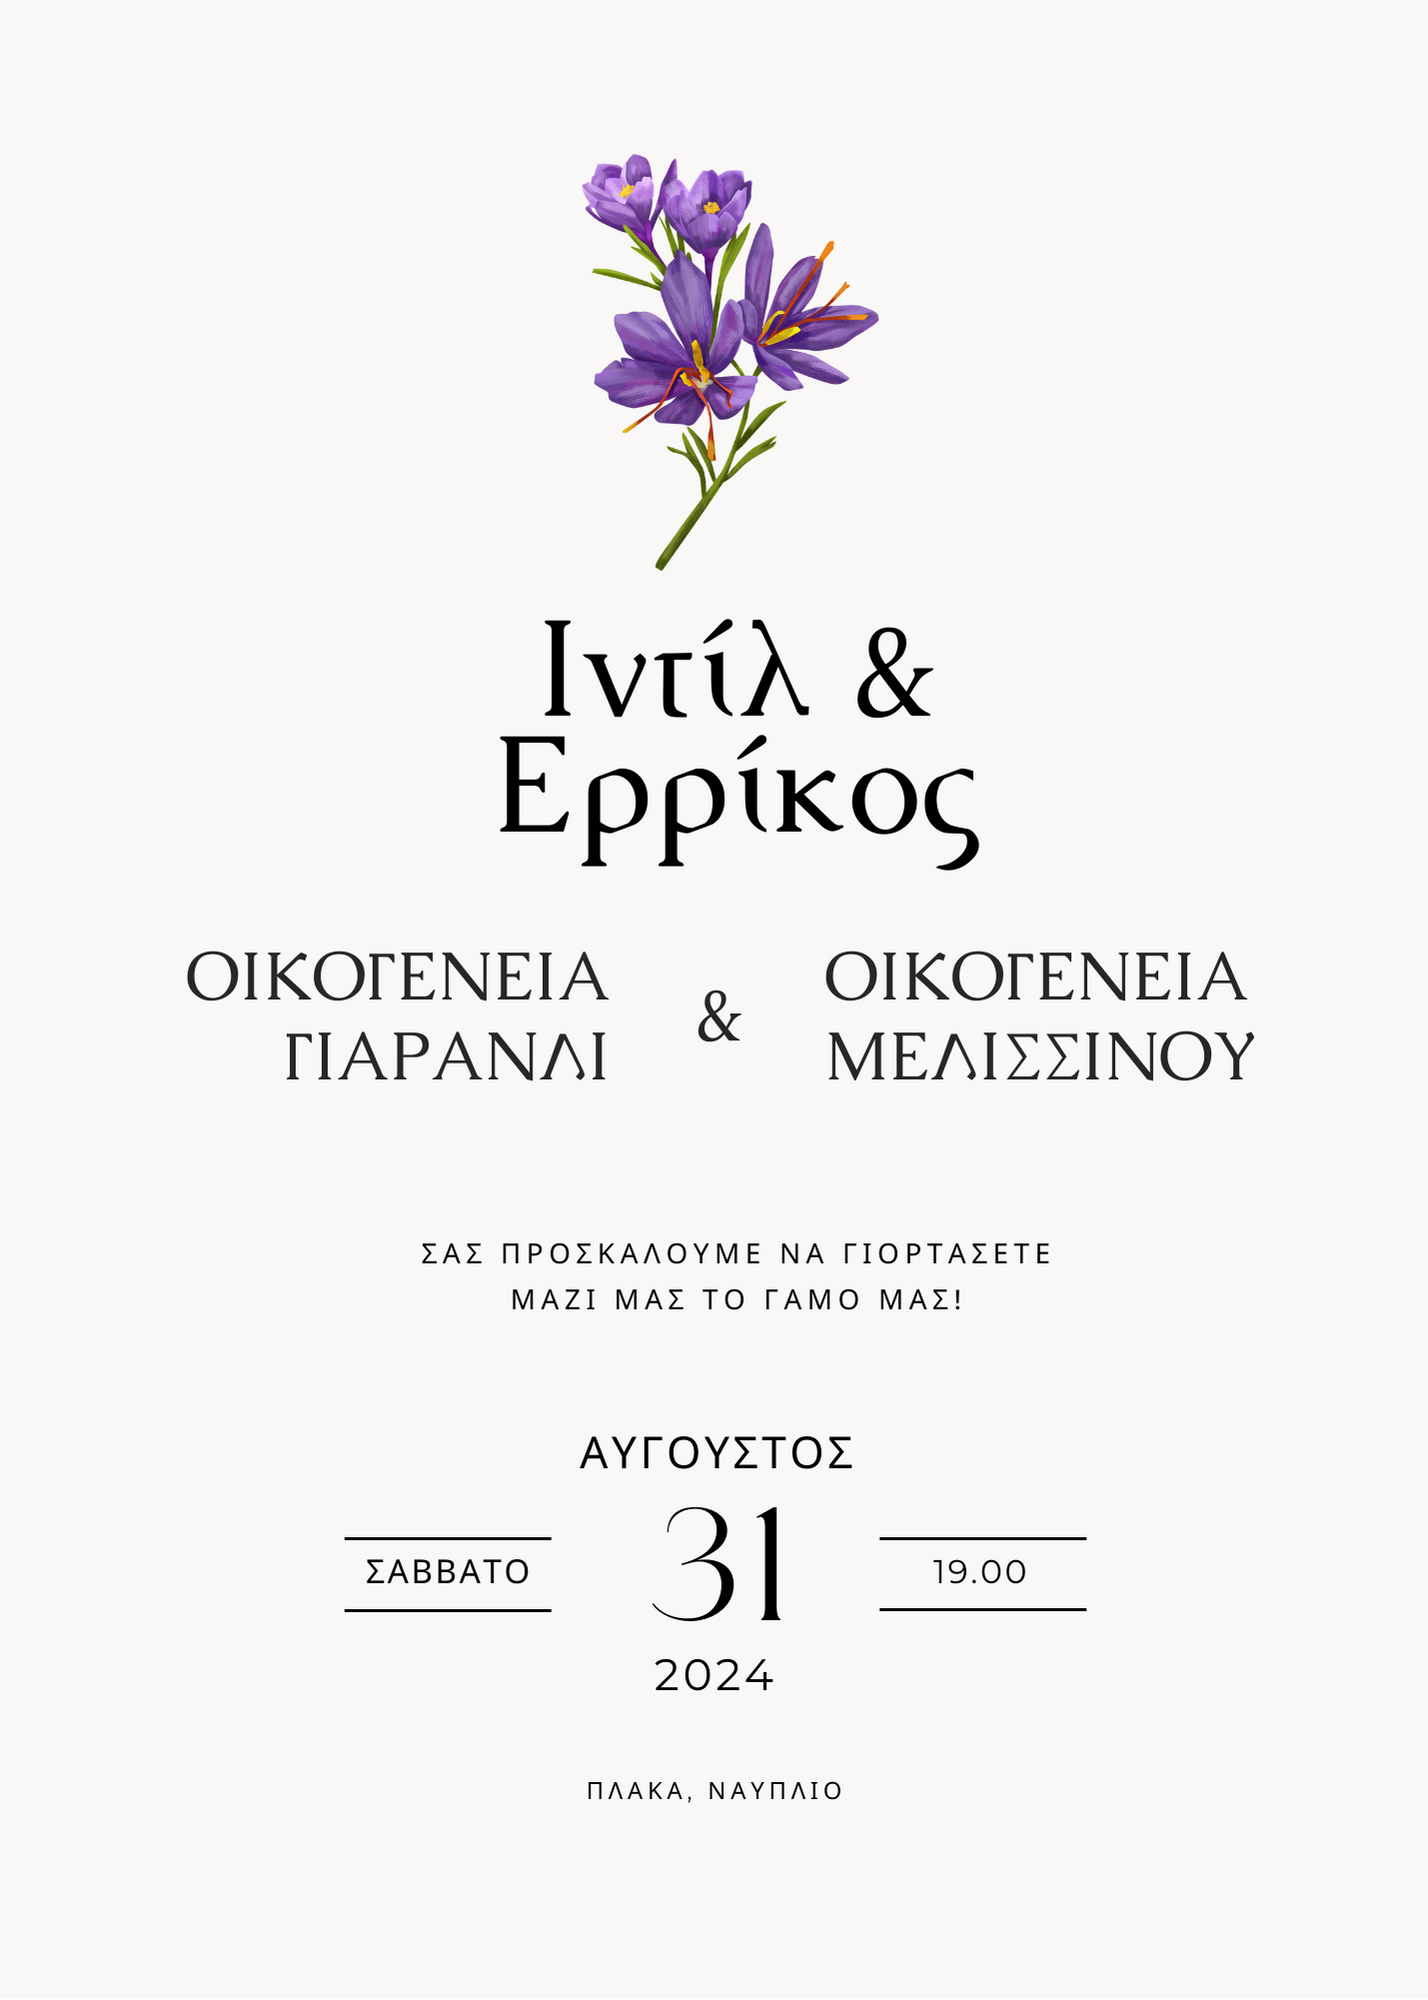 Ιντίλ &
Ερρίκος
ΟΙΚΟΓΕΝΕΙΑ
ΓΙΑΡΑΝΛΙ
&
ΟΙΚΟΓΕΝΕΙΑ
ΜΕΛΙΣΣΙΝΟΥ
ΣΑΣ ΠΡΟΣΚΑΛΟΥΜΕ ΝΑ ΓΙΟΡΤΑΣΕΤΕ
ΜΑΖΙ ΜΑΣ ΤΟ ΓΑΜΟ ΜΑΣ!
ΑΥΓΟΥΣΤΟΣ
ΣΑΒΒΑΤΟ
31
19.00
2024
ΠΛΑΚΑ, ΝΑΥΠΛΙΟ